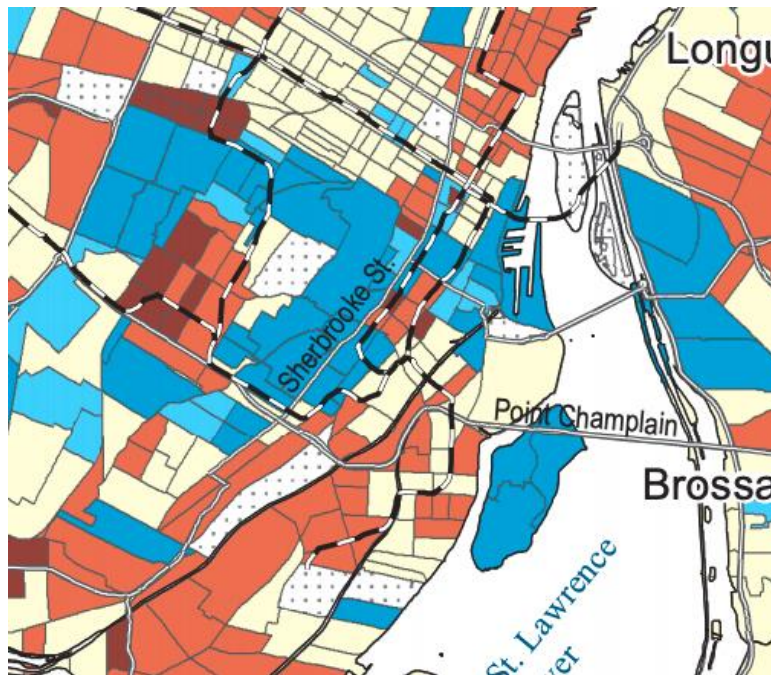 Longu
Sherbrooke St.
Point Champlain
Brossa
St. Lawrence
ver